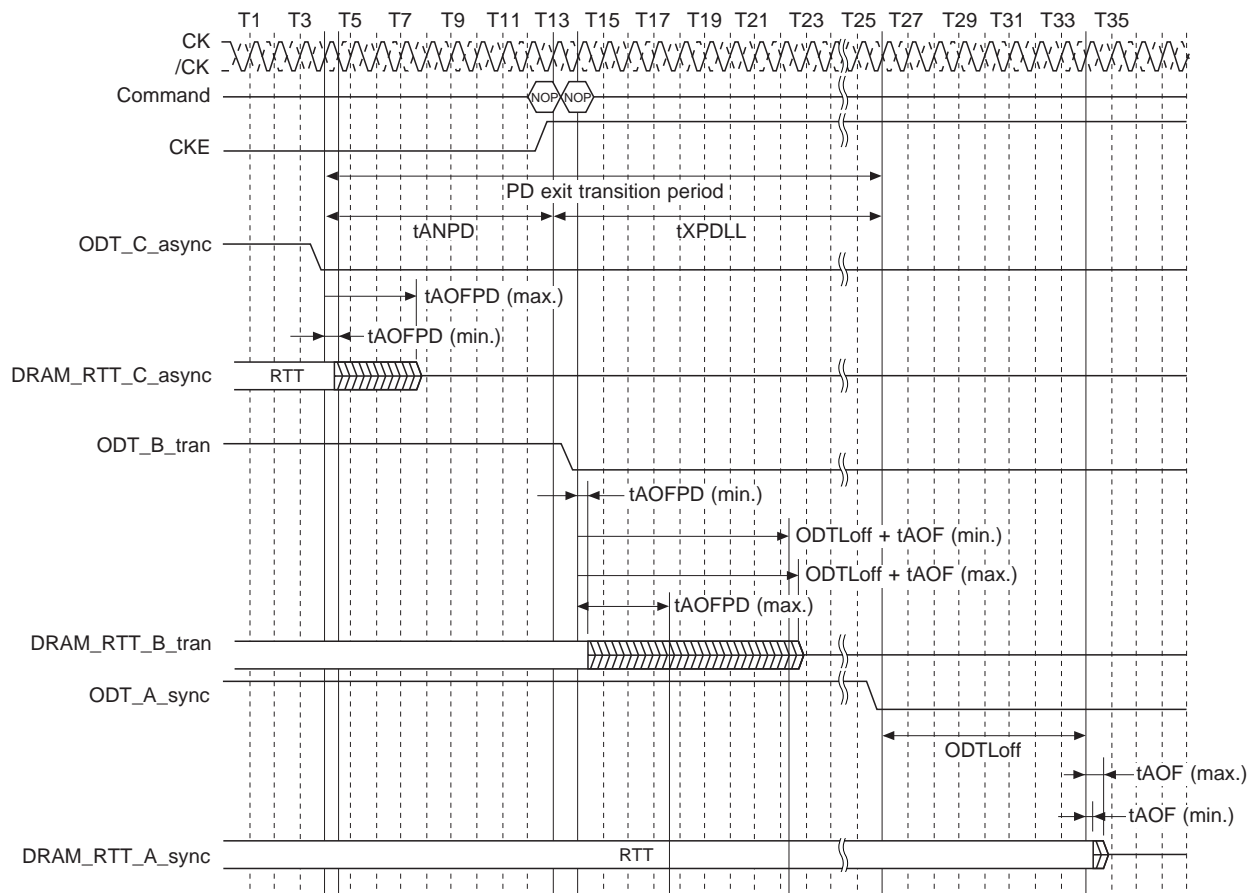 T1 T3 T5 T7 T9 T11 T13 T15 T17 T19 T21 T23 T25 T27 T29 T31 T33 T35
CK
/CK
Command
NOP NOP
CKE
PD exit transition period
tANPD tXPDLL
ODT_C_async
tAOFPD (max.)
tAOFPD (min.)
DRAM_RTT_C_async RTT
ODT_B_tran
tAOFPD (min.)
ODTLoff + tAOF (min.)
ODTLoff + tAOF (max.)
tAOFPD (max.)
DRAM_RTT_B_tran
ODT_A_sync
ODTLoff
tAOF (max.)
tAOF (min.)
DRAM_RTT_A_sync RTT